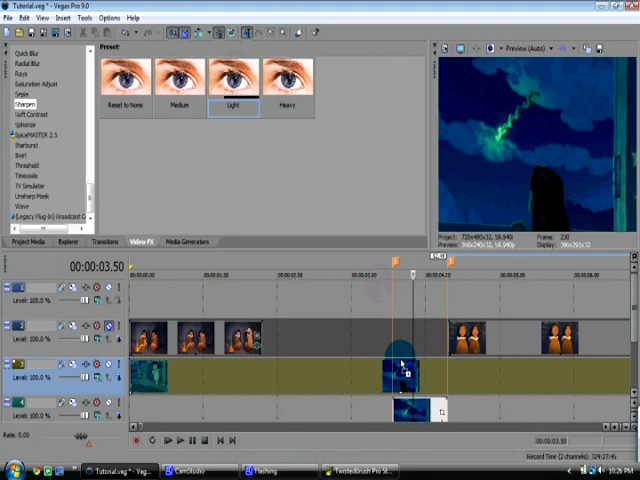 Tutorial.veg * - Vegas Pro 9.0
File Edit View Insert Tools Options Help
Quick Blur
Radial Blur
Rays
Saturation Adjust
Sepia
Sharpen
Soft Contrast
Spherize
SpiceMASTER 2.5
Starburst
Swirl
Threshold
Timecode
TV Simulator
Unsharp Mask
Wave
(Legacy Plug-In) Broadcast C
Preset:
Reset to None Medium Light Heavy
Preview (Auto)
Project: 720x480x32, 59.940i Frame: 230
Preview: 360x240x32, 59.940p Display: 396x291x32
Project Media Explorer Transitions Video FX Media Generators
00:00:03.50
00:00:00.00 00:00:01.00 00:00:02.00 00:00:03.00 00:00:04.00 00:00:05.00 00:00:06.00
1
Level: 100.0 %
2
Level: 100.0 %
3
Level: 100.0 %
4
Level: 100.0 %
Rate: 0.00
00:00:03.50
Record Time (2 channels): 324:27:45
Tutorial.veg * - Vegas... CamStudio Flashing TwistedBrush Pro St...
10:26 PM